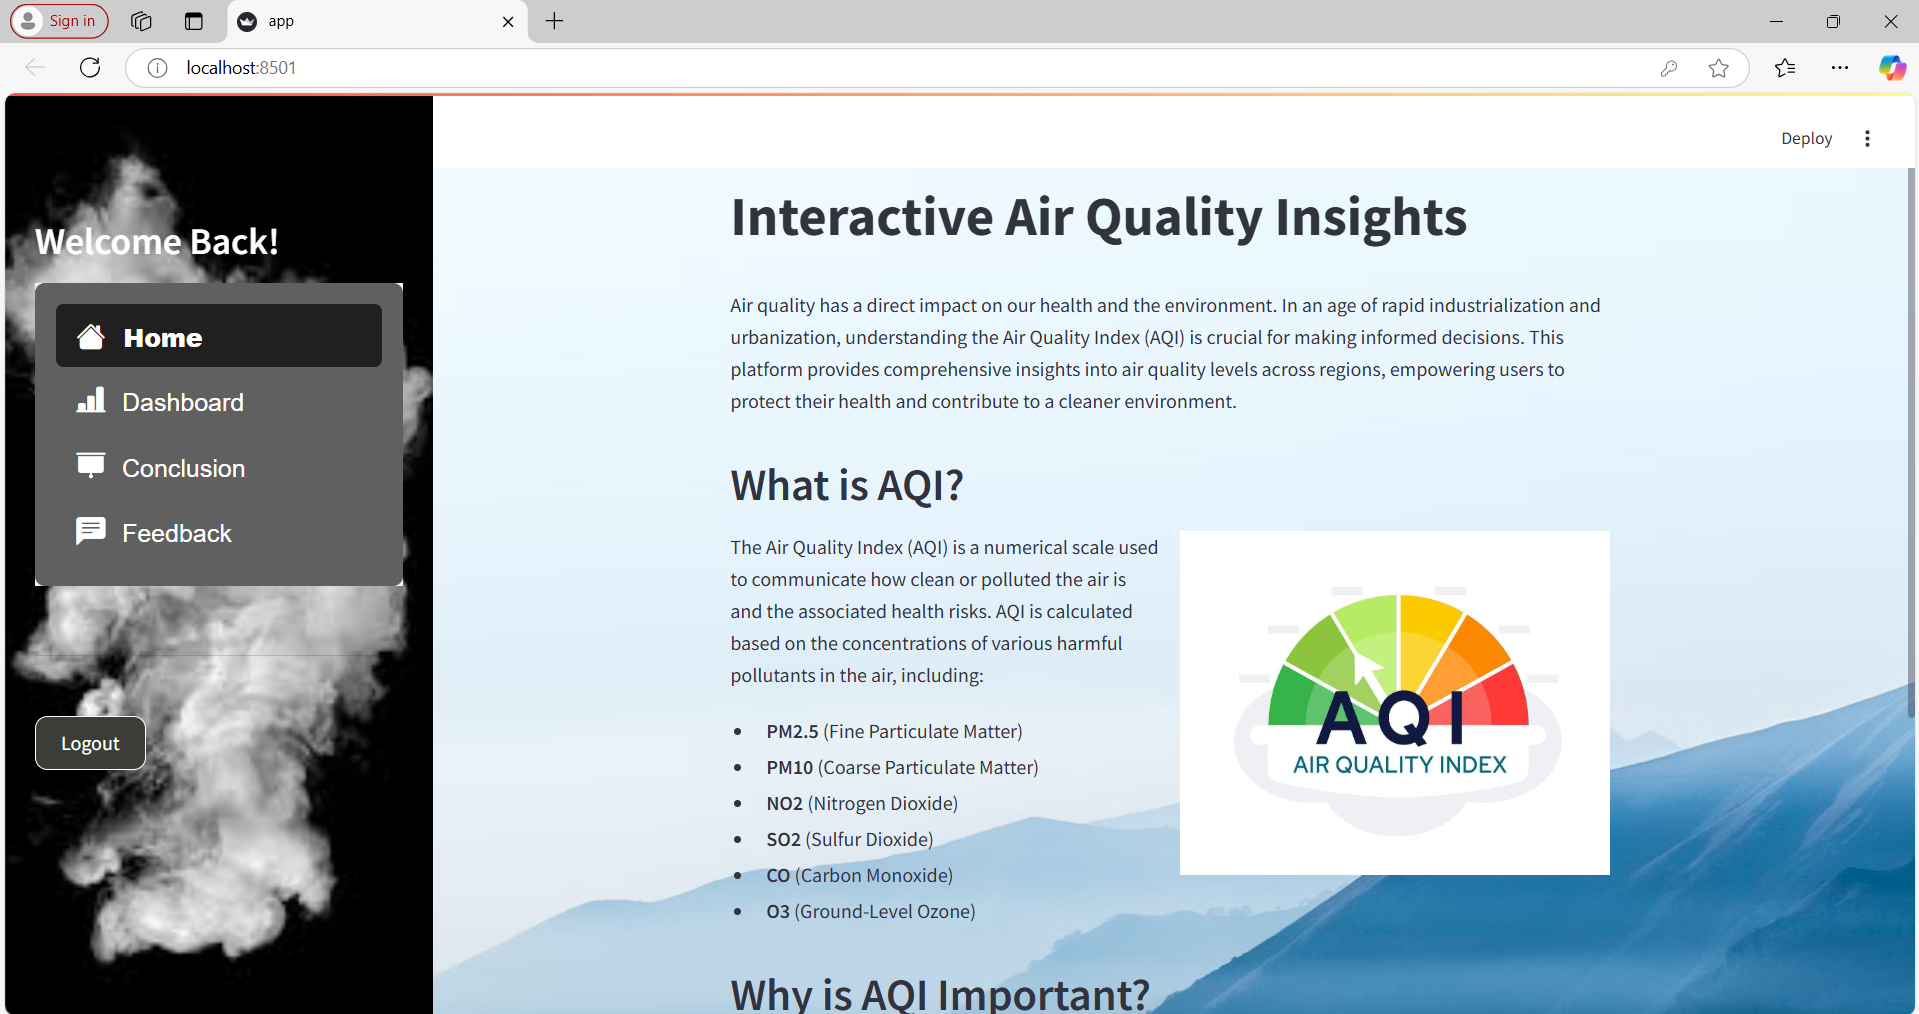 Sign in
app
localhost:8501
Deploy
Welcome Back!
Home
Dashboard
Conclusion
Feedback
Logout
Interactive Air Quality Insights
Air quality has a direct impact on our health and the environment. In an age of rapid industrialization and
urbanization, understanding the Air Quality Index (AQI) is crucial for making informed decisions. This
platform provides comprehensive insights into air quality levels across regions, empowering users to
protect their health and contribute to a cleaner environment.
What is AQI?
The Air Quality Index (AQI) is a numerical scale used
to communicate how clean or polluted the air is
and the associated health risks. AQI is calculated
based on the concentrations of various harmful
pollutants in the air, including:
• PM2.5 (Fine Particulate Matter)
• PM10 (Coarse Particulate Matter)
• NO2 (Nitrogen Dioxide)
• SO2 (Sulfur Dioxide)
• CO (Carbon Monoxide)
• O3 (Ground-Level Ozone)
AQI
AIR QUALITY INDEX
Why is AQI Important?